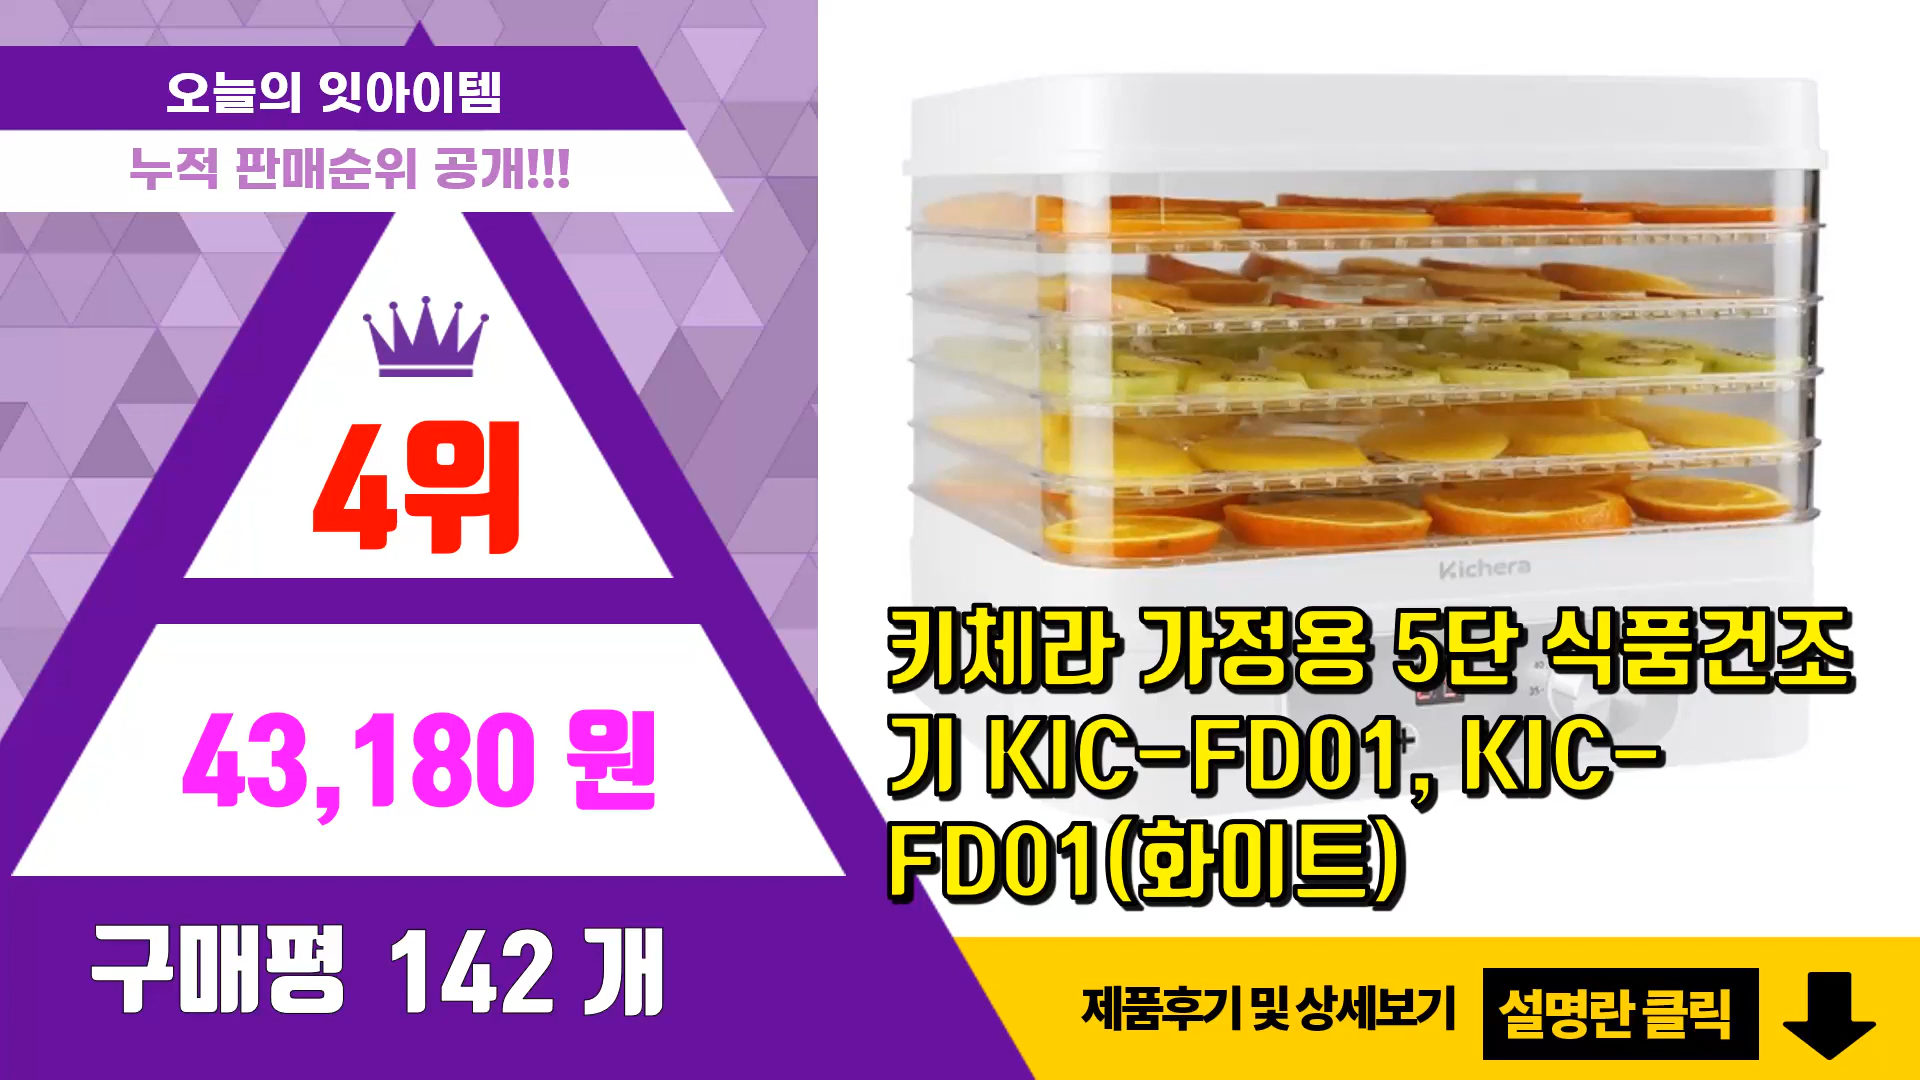 오늘의 잇아이템
누적 판매순위 공개!!!
4위
43,180 원
구매평 142 개
Kichera
키체라 가정용 5단 식품건조
기 KIC-FD01, KIC-
FD01(화이트)
제품후기 및 상세보기
설명란 클릭